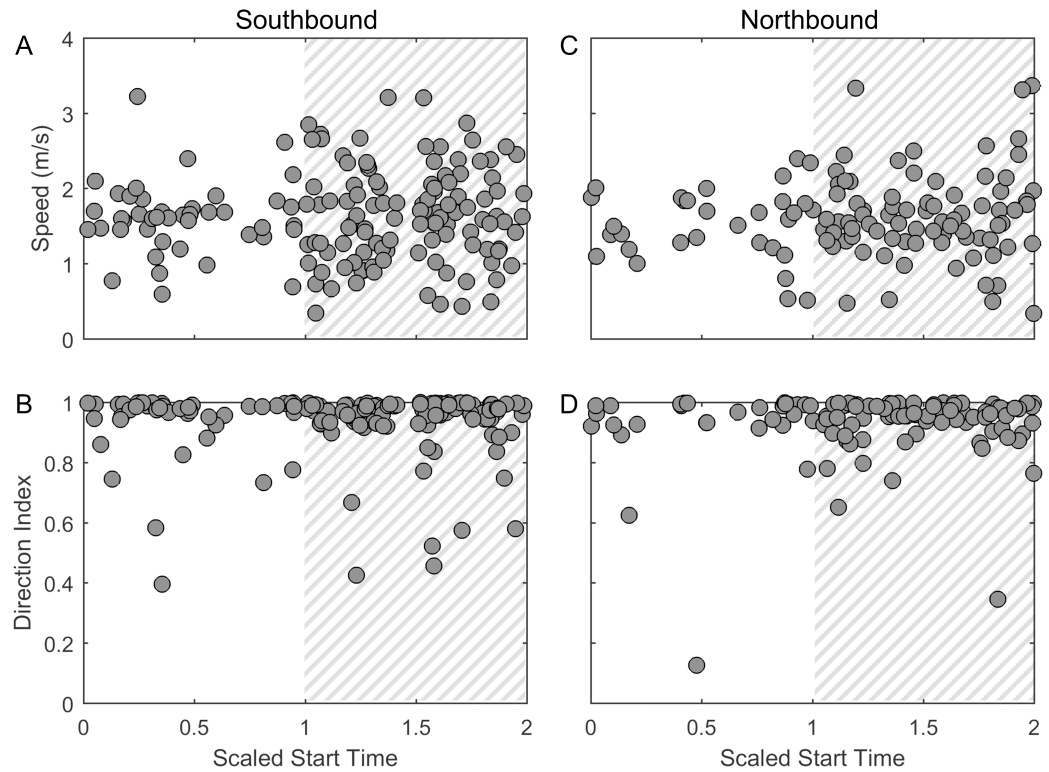 Southbound
Northbound
A
4
3
2
1
0
Speed (m/s)
C
B
1
0.8
0.6
0.4
0.2
0
Direction Index
0 0.5 1 1.5 2
Scaled Start Time
D
0 0.5 1 1.5 2
Scaled Start Time